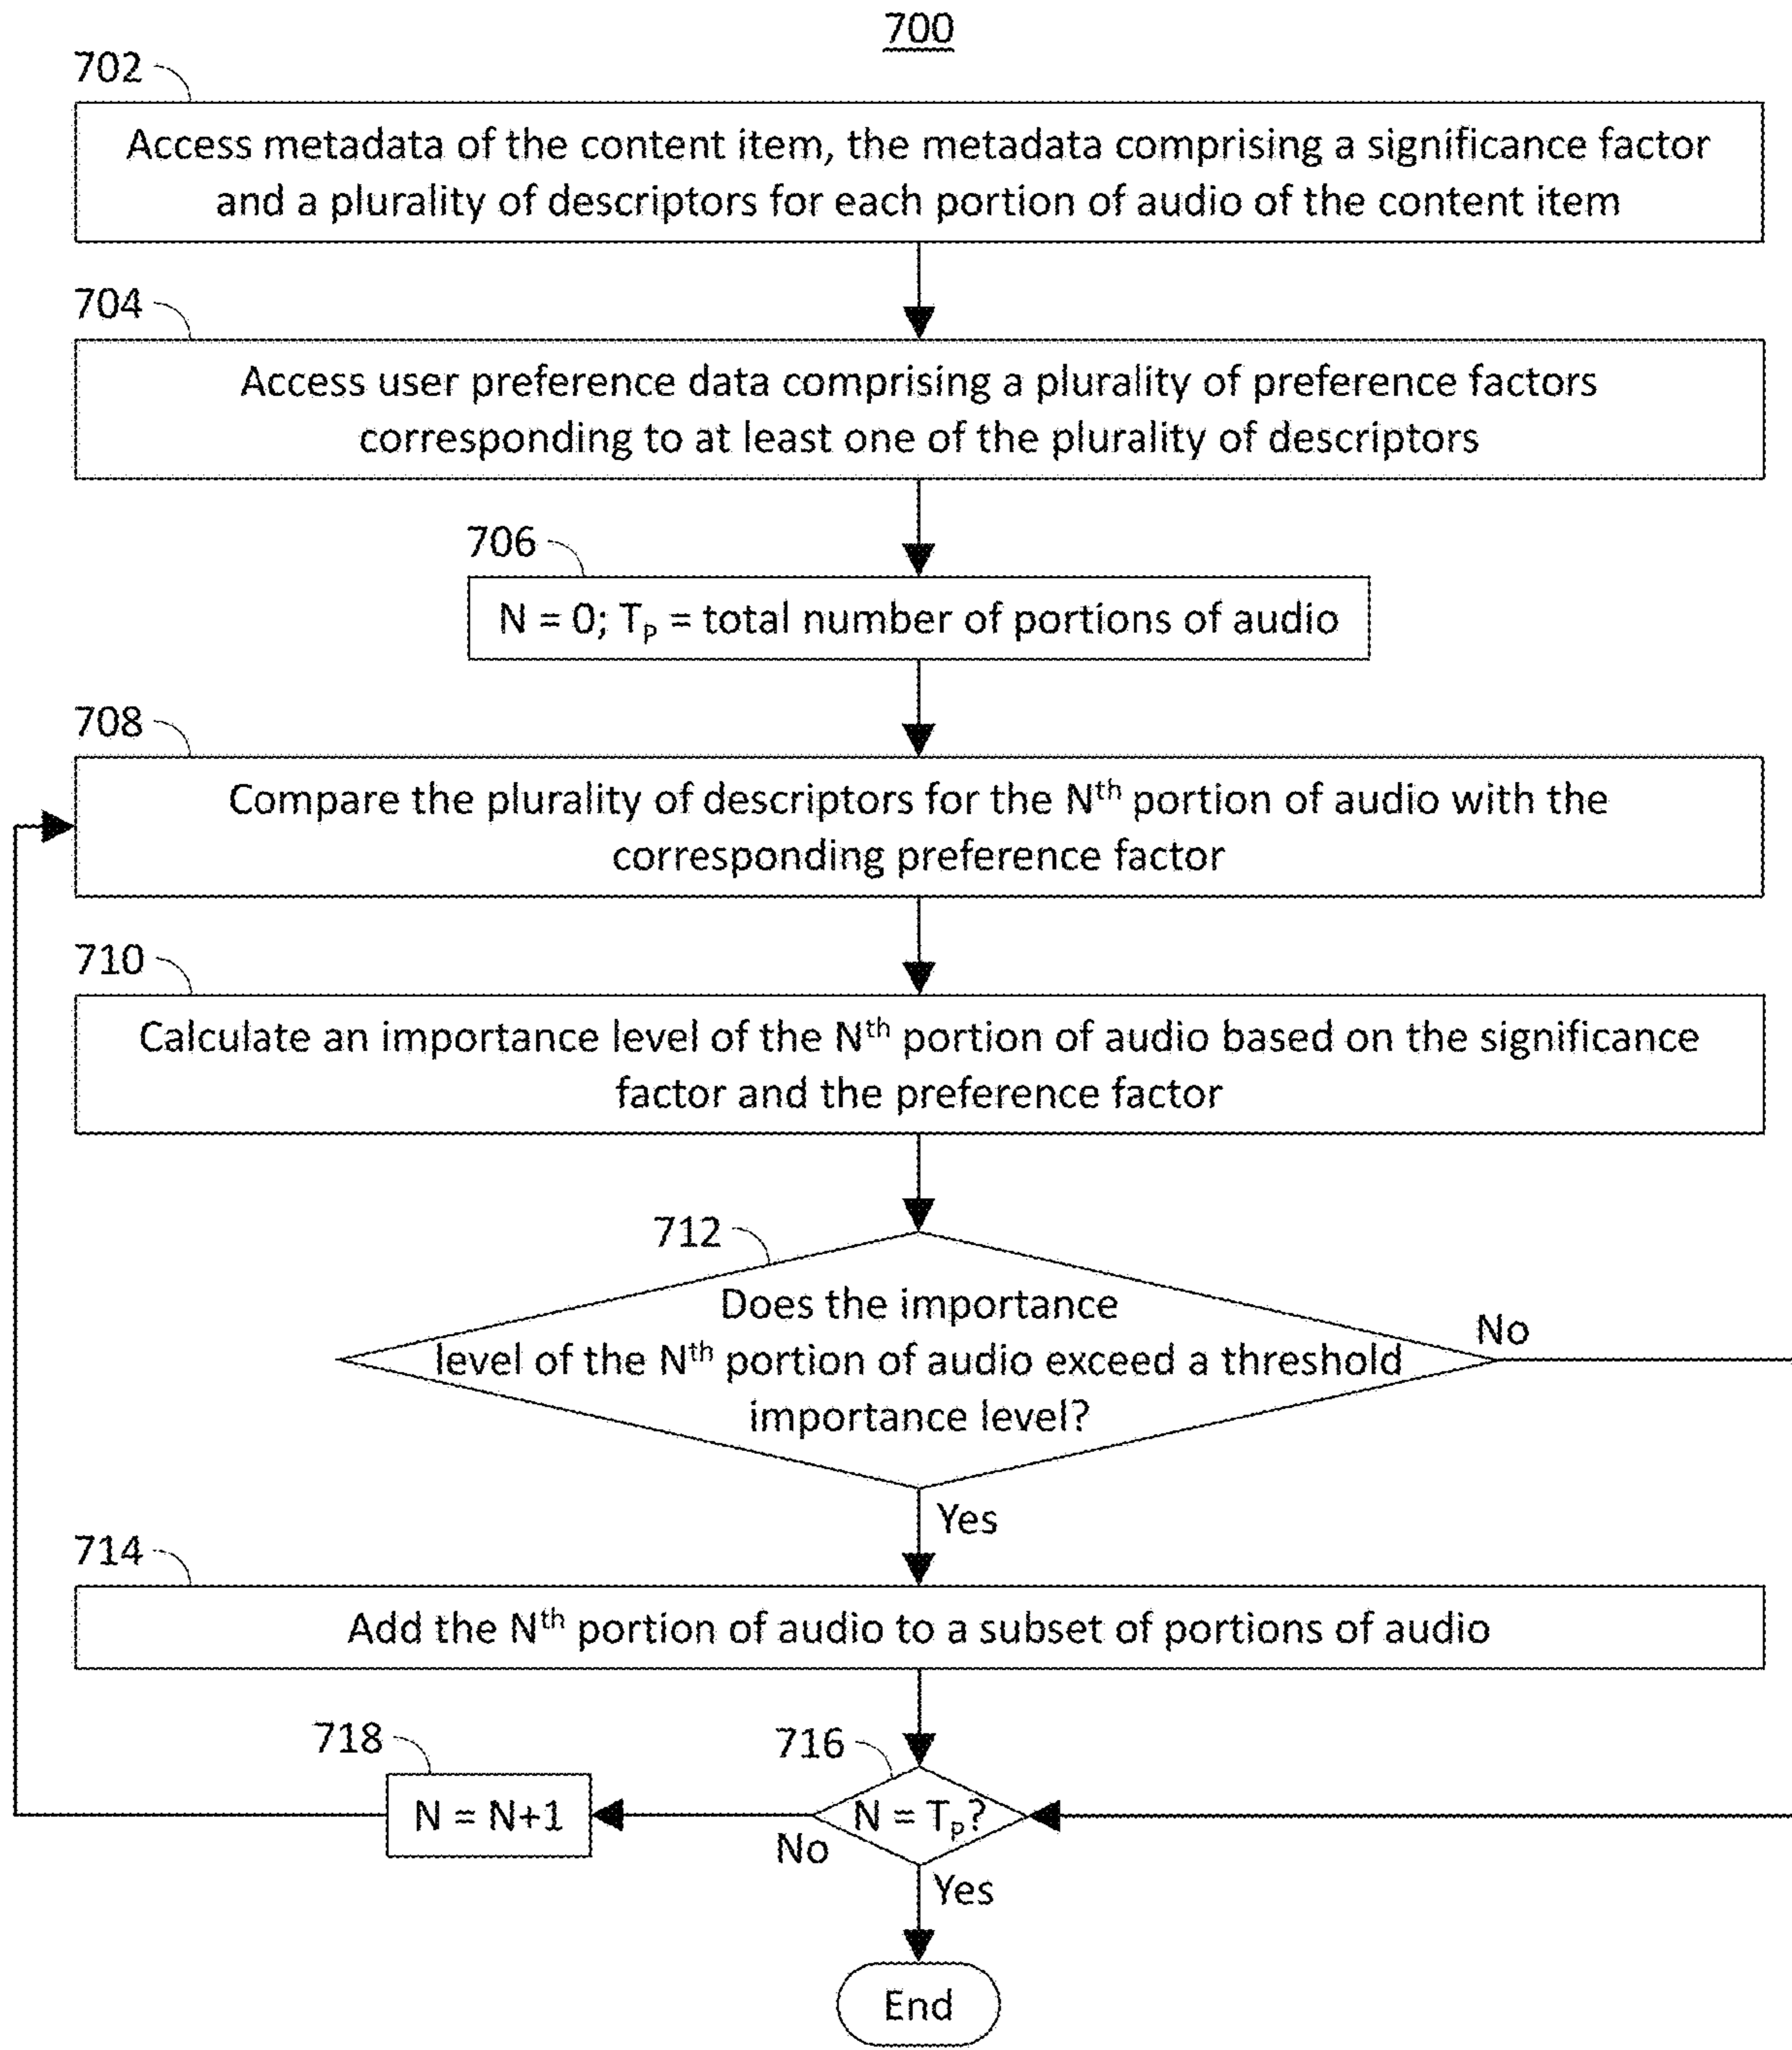 700
702
Access metadata of the content item, the metadata comprising a significance factor
and a plurality of descriptors for each portion of audio of the content item
704
Access user preference data comprising a plurality of preference factors
corresponding to at least one of the plurality of descriptors
706
N = 0; Tₚ = total number of portions of audio
708
Compare the plurality of descriptors for the Nᵗʰ portion of audio with the
corresponding preference factor
710
Calculate an importance level of the Nᵗʰ portion of audio based on the significance
factor and the preference factor
712
Does the importance
level of the Nᵗʰ portion of audio exceed a threshold
importance level?
No
Yes
714
Add the Nᵗʰ portion of audio to a subset of portions of audio
718
716
N = N+1
N = Tₚ?
No
Yes
End